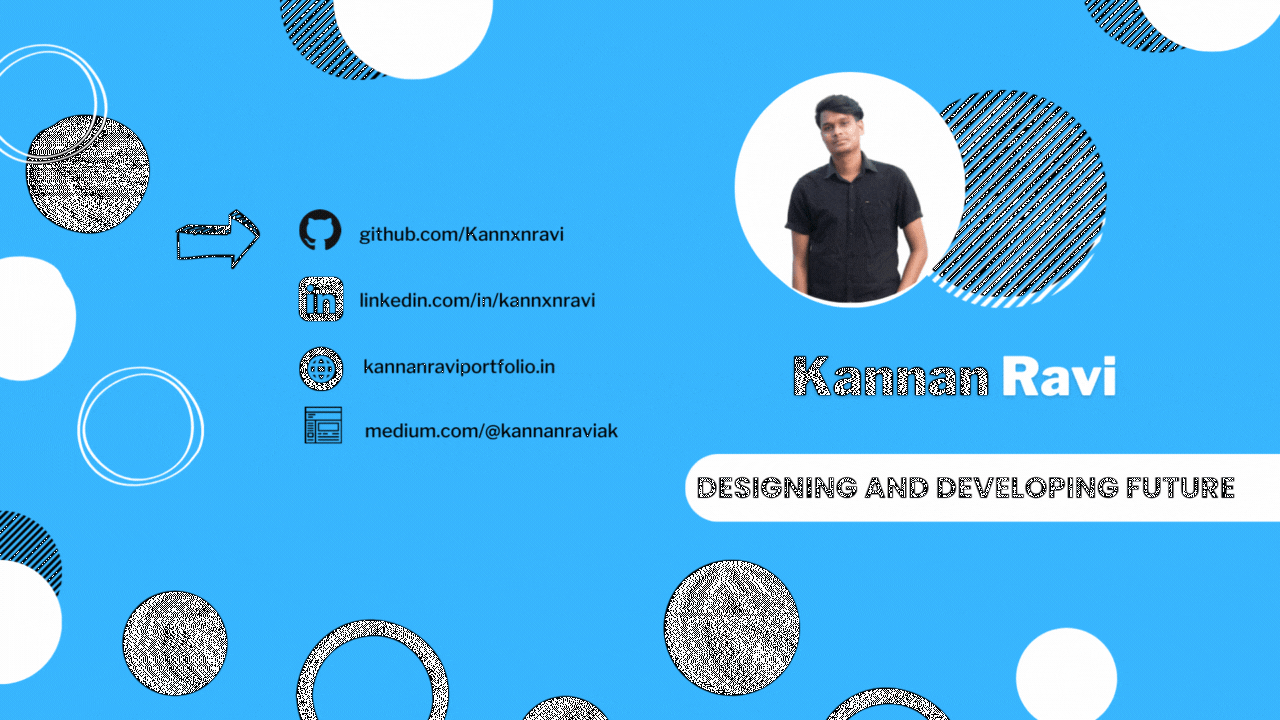 github.com/Kannxnravi
linkedin.com/in/kannxnravi
kannanraviportfolio.in
medium.com/@kannanraviak
Kannan Ravi
DESIGNING AND DEVELOPING FUTURE